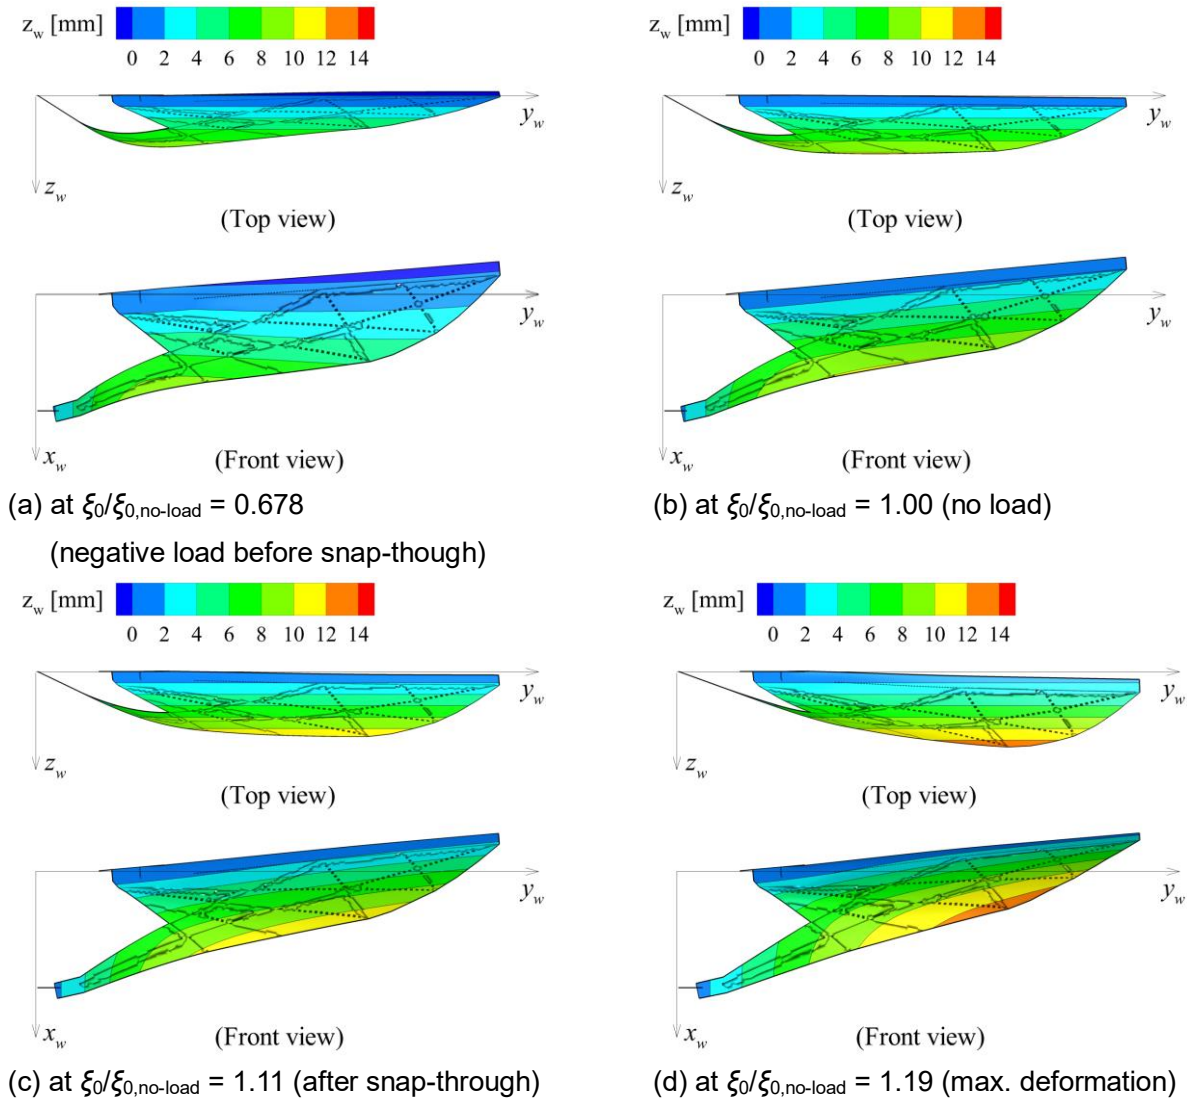 z_w [mm]
0 2 4 6 8 10 12 14
y_w
z_w
(Top view)
y_w
x_w
(Front view)
(a) at ξ₀/ξ₀,no-load = 0.678
(negative load before snap-though)
z_w [mm]
0 2 4 6 8 10 12 14
y_w
z_w
(Top view)
y_w
x_w
(Front view)
(b) at ξ₀/ξ₀,no-load = 1.00 (no load)
z_w [mm]
0 2 4 6 8 10 12 14
y_w
z_w
(Top view)
y_w
x_w
(Front view)
(c) at ξ₀/ξ₀,no-load = 1.11 (after snap-through)
z_w [mm]
0 2 4 6 8 10 12 14
y_w
z_w
(Top view)
y_w
x_w
(Front view)
(d) at ξ₀/ξ₀,no-load = 1.19 (max. deformation)